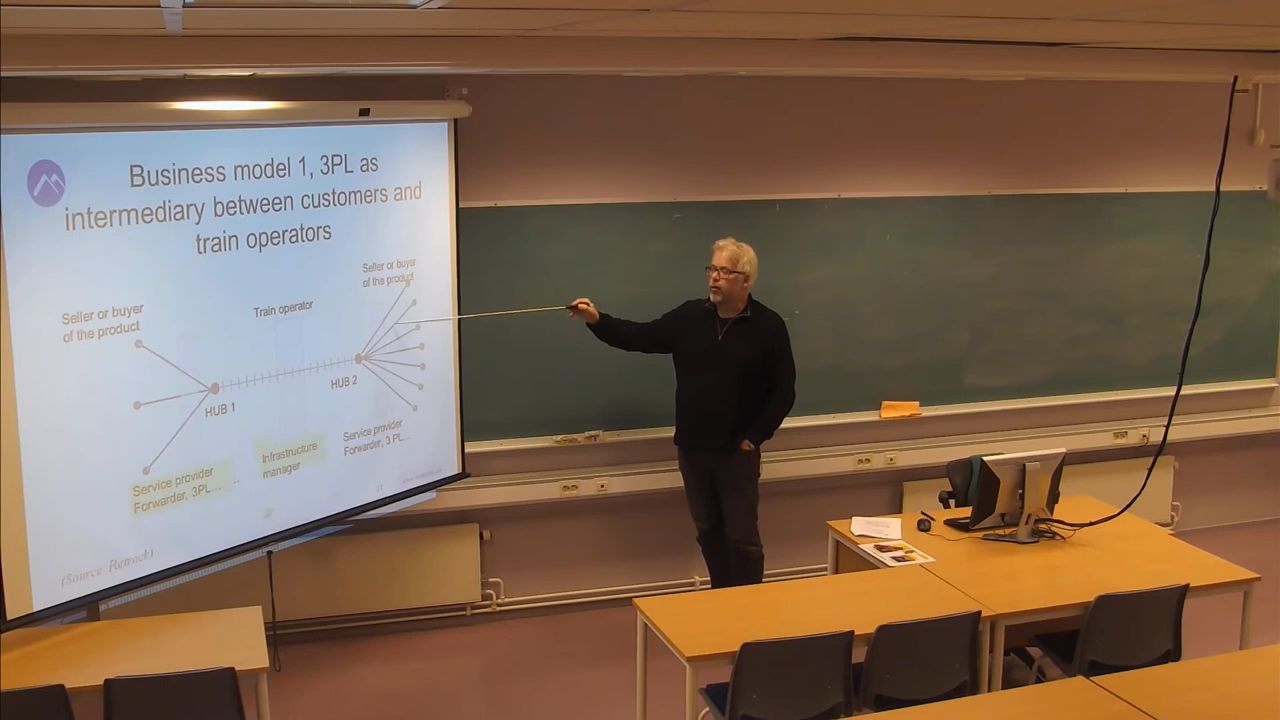 Business model 1, 3PL as
intermediary between customers and
train operators
Seller or buyer
of the product
Train operator
Seller or buyer
of the product
HUB 1
HUB 2
Service provider
Forwarder, 3PL...
Infrastructure
manager
Service provider
Forwarder, 3 PL...
(Source. Retrack)